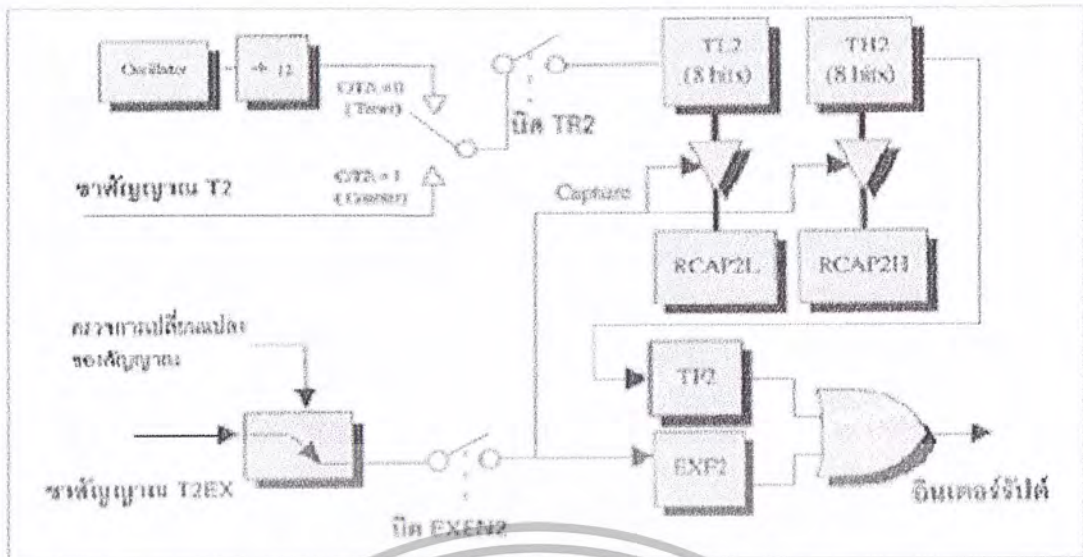 Oscillator
÷ 12
C/T2 = 0
(Timer)
บิต TR2
TL2
(8 bits)
TH2
(8 bits)
ขาสัญญาณ T2
C/T2 = 1
(Counter)
Capture
RCAP2L
RCAP2H
ตรวจการเปลี่ยนแปลง
ของสัญญาณ
TF2
EXF2
ขาสัญญาณ T2EX
บิต EXEN2
อินเตอร์รัปต์